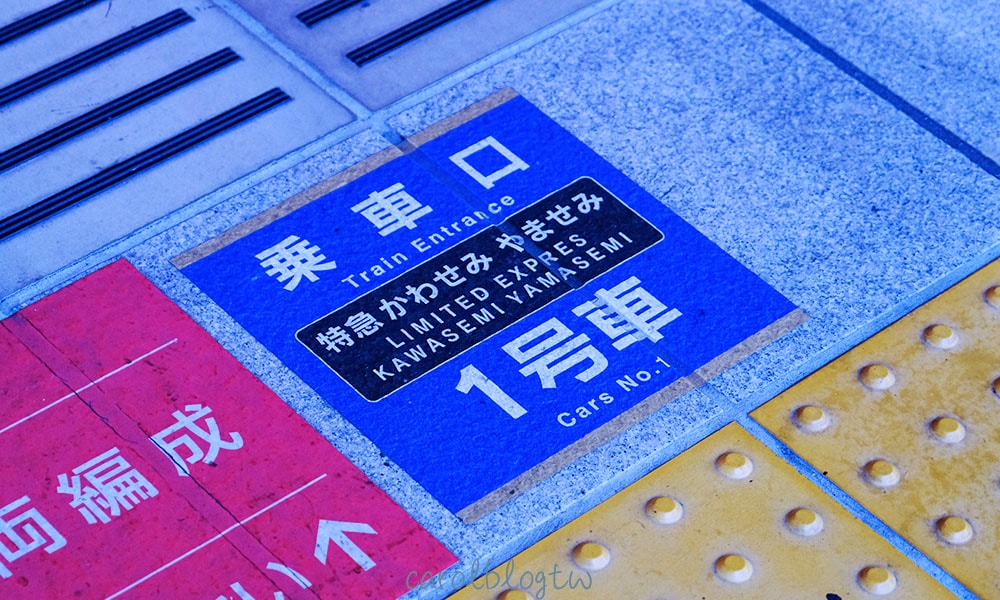 乗車口
Train Entrance
特急 かわせみ やませみ
LIMITED EXPRES
KAWASEMI YAMASEMI
1号車
Cars No.1
両編成
carolblogtw